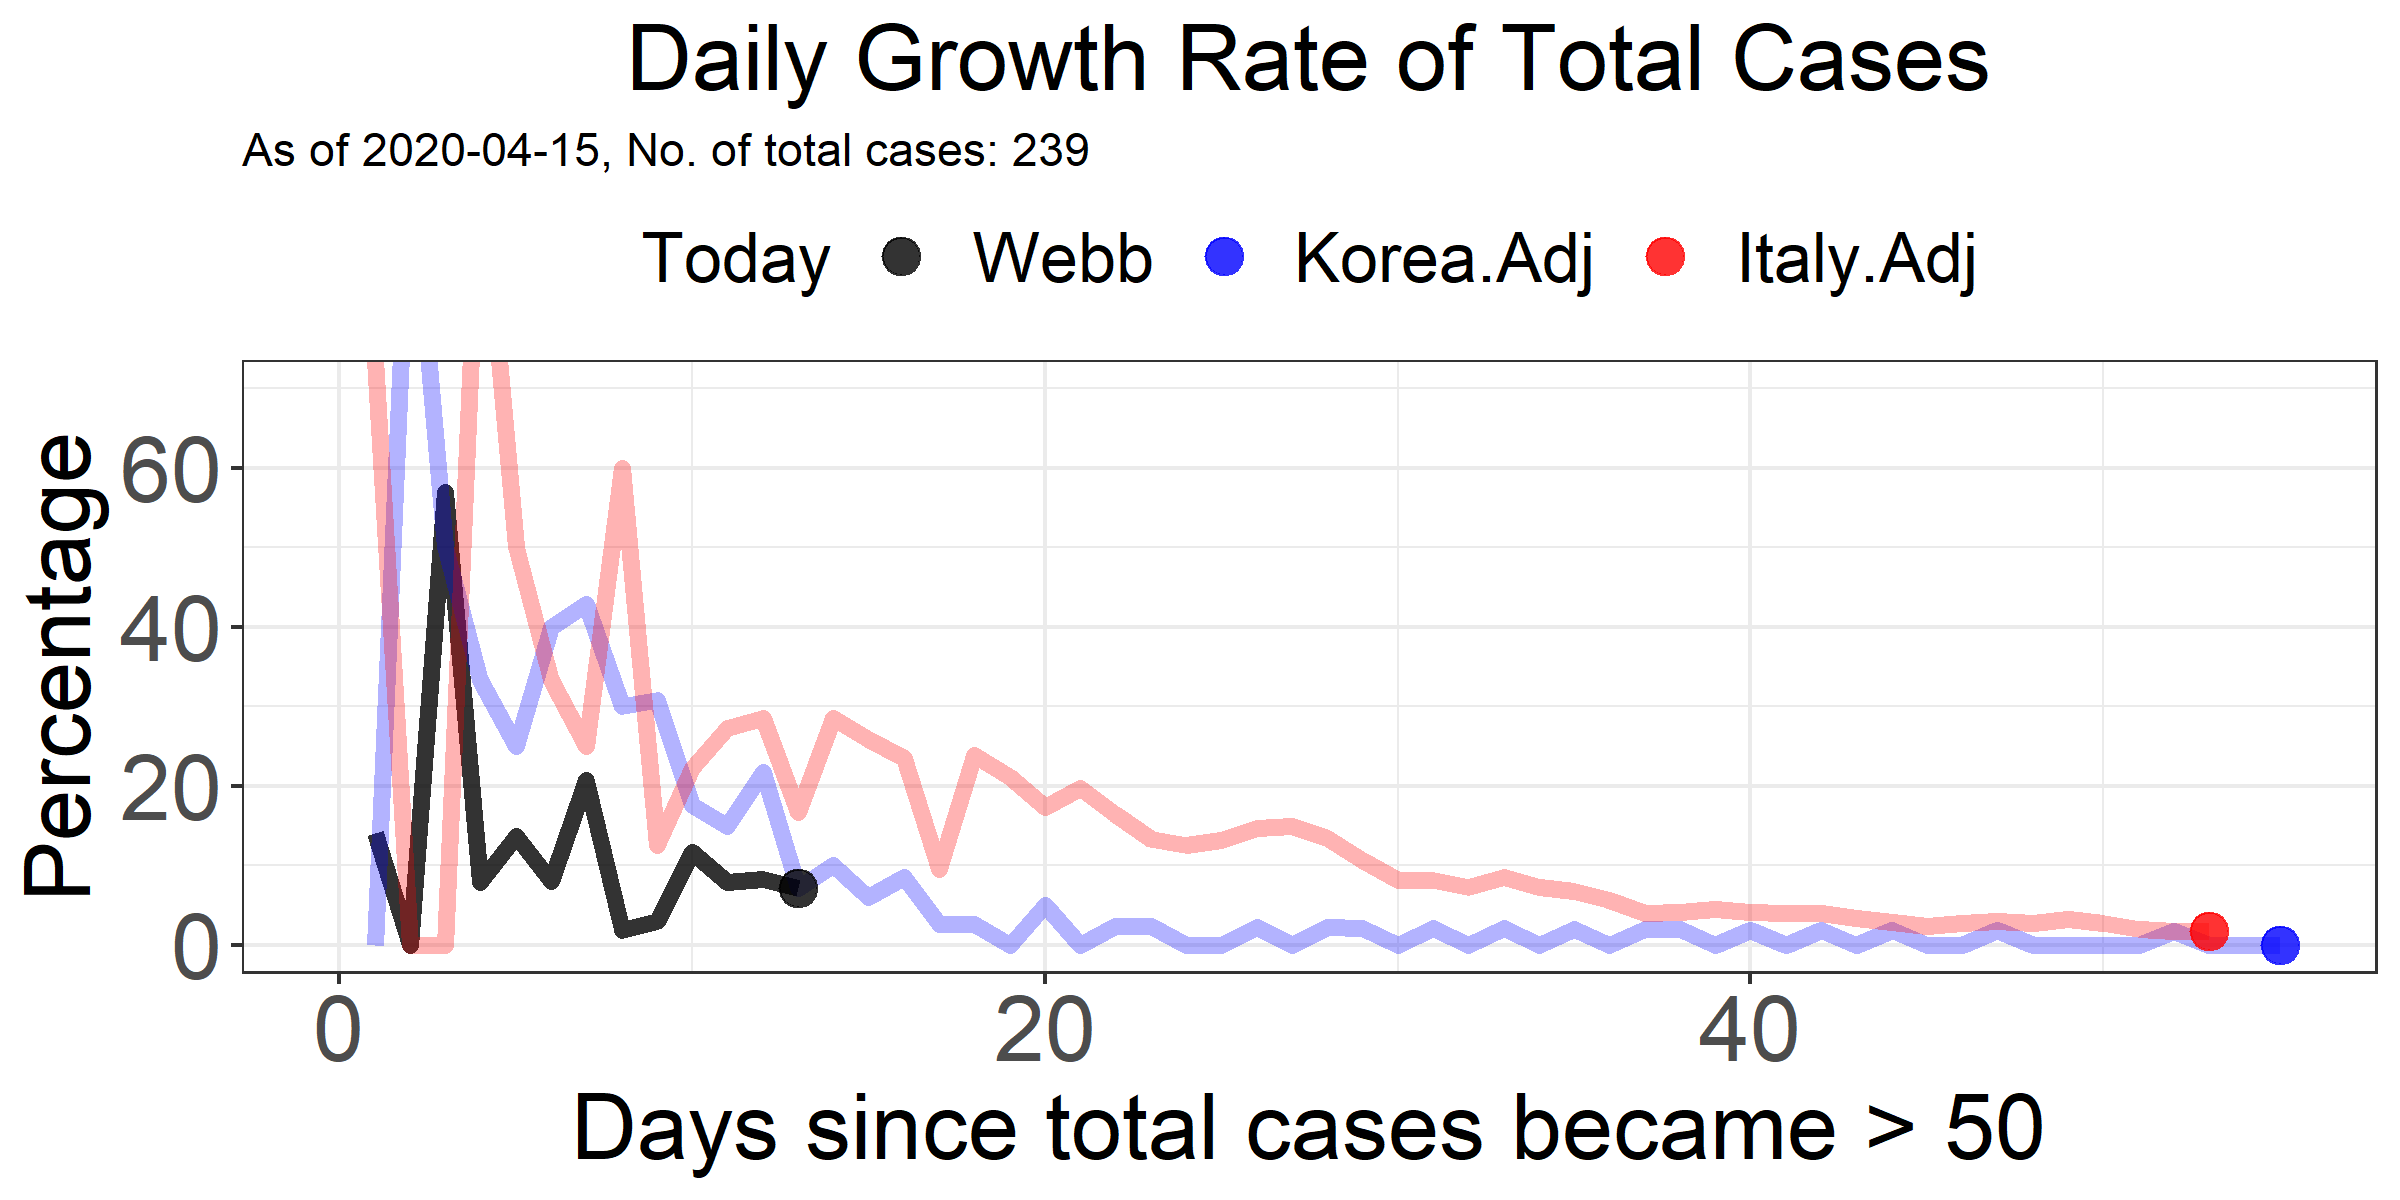 Daily Growth Rate of Total Cases
As of 2020-04-15, No. of total cases: 239
Today Webb Korea.Adj Italy.Adj
Percentage
60
40
20
0
0 20 40
Days since total cases became > 50